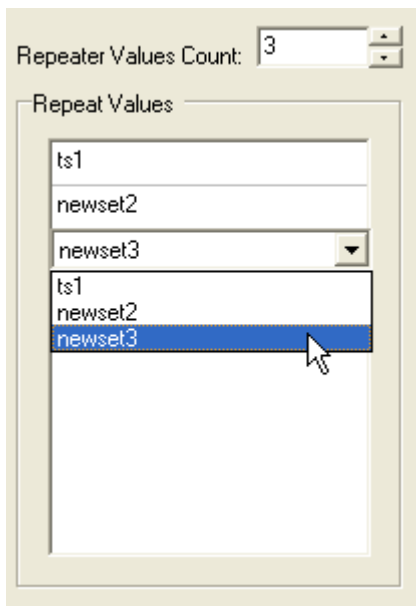 Repeater Values Count: 3
Repeat Values
ts1
newset2
newset3
ts1
newset2
newset3